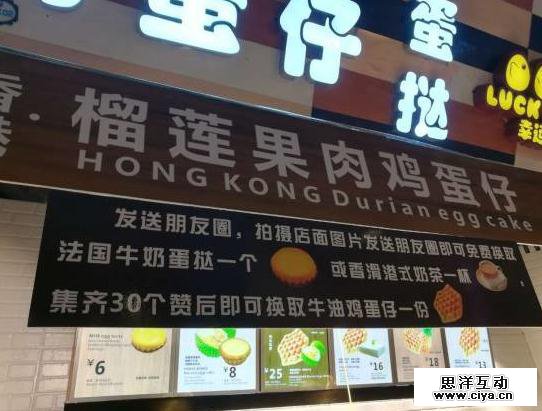 蛋仔
蛋挞
LUCK
幸运
香港·榴莲果肉鸡蛋仔
HONG KONG Durian egg cake
发送朋友圈，拍摄店面图片发送朋友圈即可免费换取
法国牛奶蛋挞一个 或香滑港式奶茶一杯，
集齐30个赞后即可换取牛油鸡蛋仔一份
¥6
¥8
¥25
¥16
¥18
¥13
思洋互动
www.ciya.cn